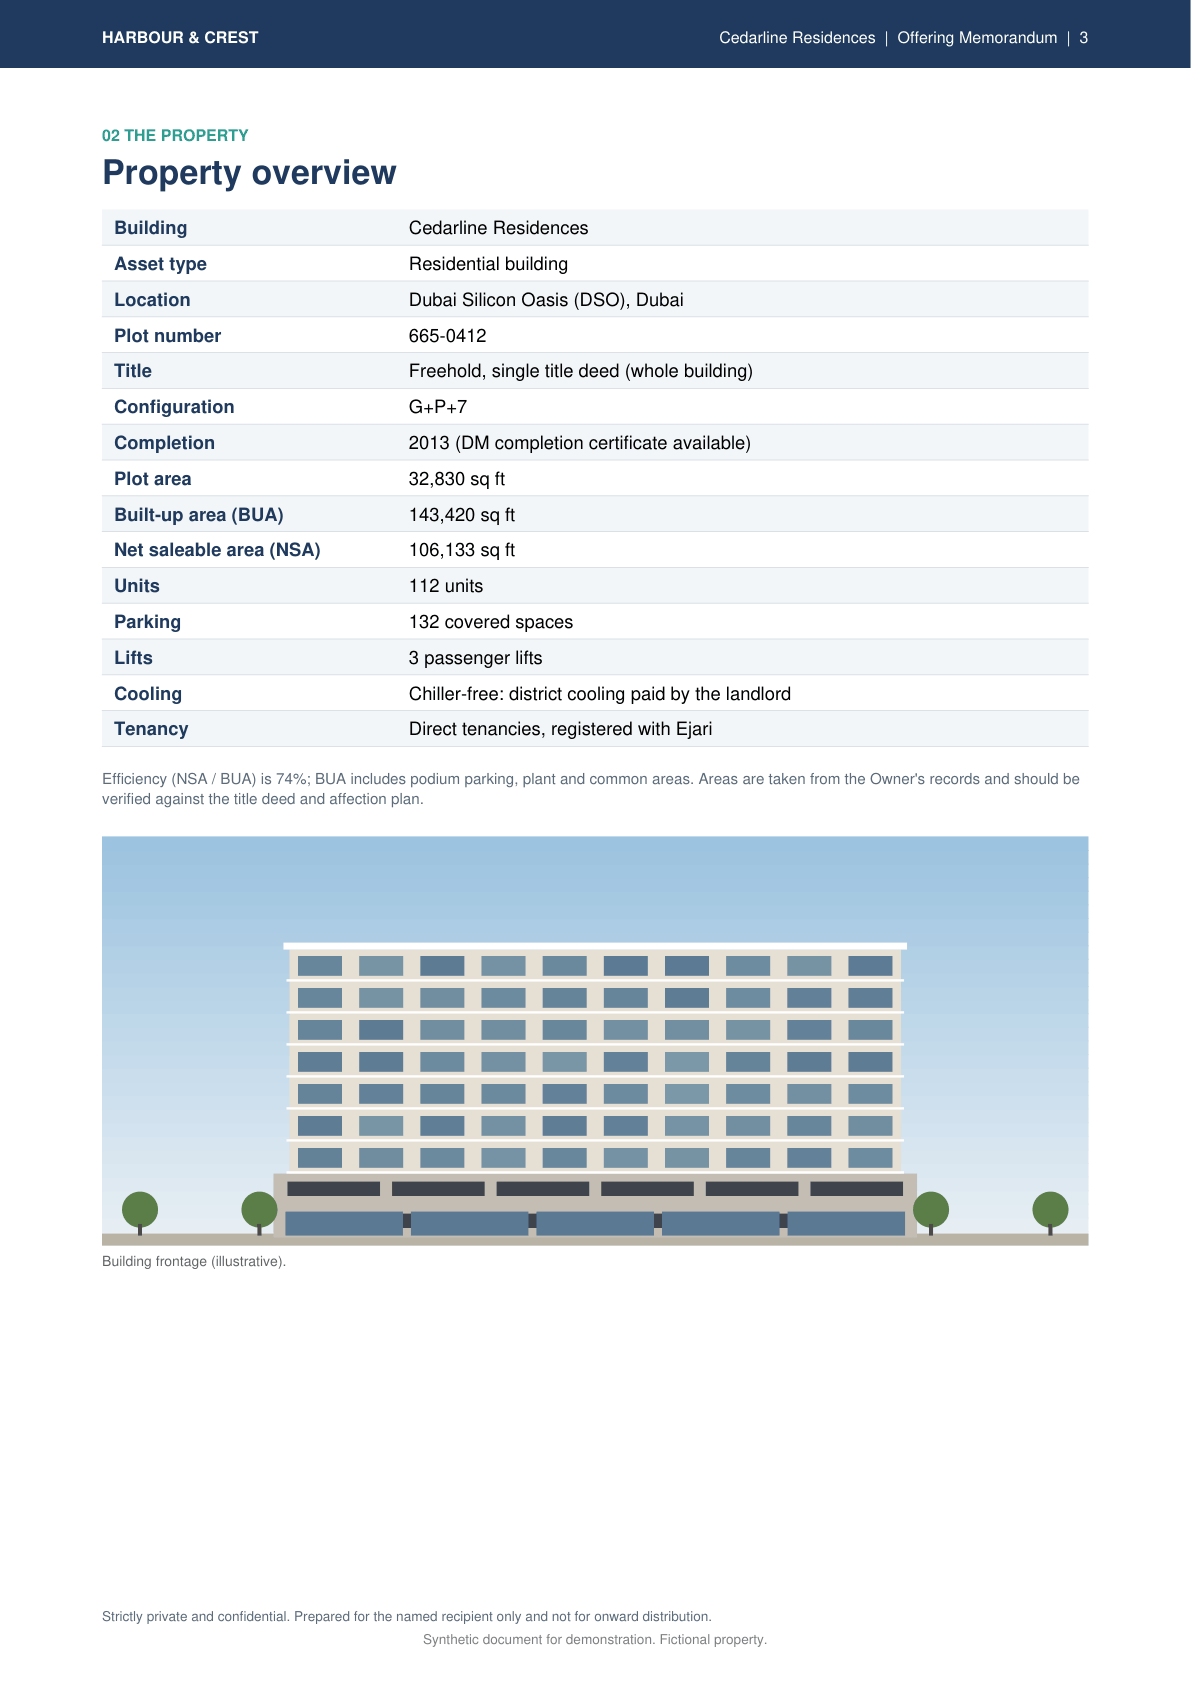 HARBOUR & CREST
Cedarline Residences | Offering Memorandum | 3
02 THE PROPERTY
Property overview
Building Cedarline Residences
Asset type Residential building
Location Dubai Silicon Oasis (DSO), Dubai
Plot number 665-0412
Title Freehold, single title deed (whole building)
Configuration G+P+7
Completion 2013 (DM completion certificate available)
Plot area 32,830 sq ft
Built-up area (BUA) 143,420 sq ft
Net saleable area (NSA) 106,133 sq ft
Units 112 units
Parking 132 covered spaces
Lifts 3 passenger lifts
Cooling Chiller-free: district cooling paid by the landlord
Tenancy Direct tenancies, registered with Ejari
Efficiency (NSA / BUA) is 74%; BUA includes podium parking, plant and common areas. Areas are taken from the Owner's records and should be
verified against the title deed and affection plan.
Building frontage (illustrative).
Strictly private and confidential. Prepared for the named recipient only and not for onward distribution.
Synthetic document for demonstration. Fictional property.